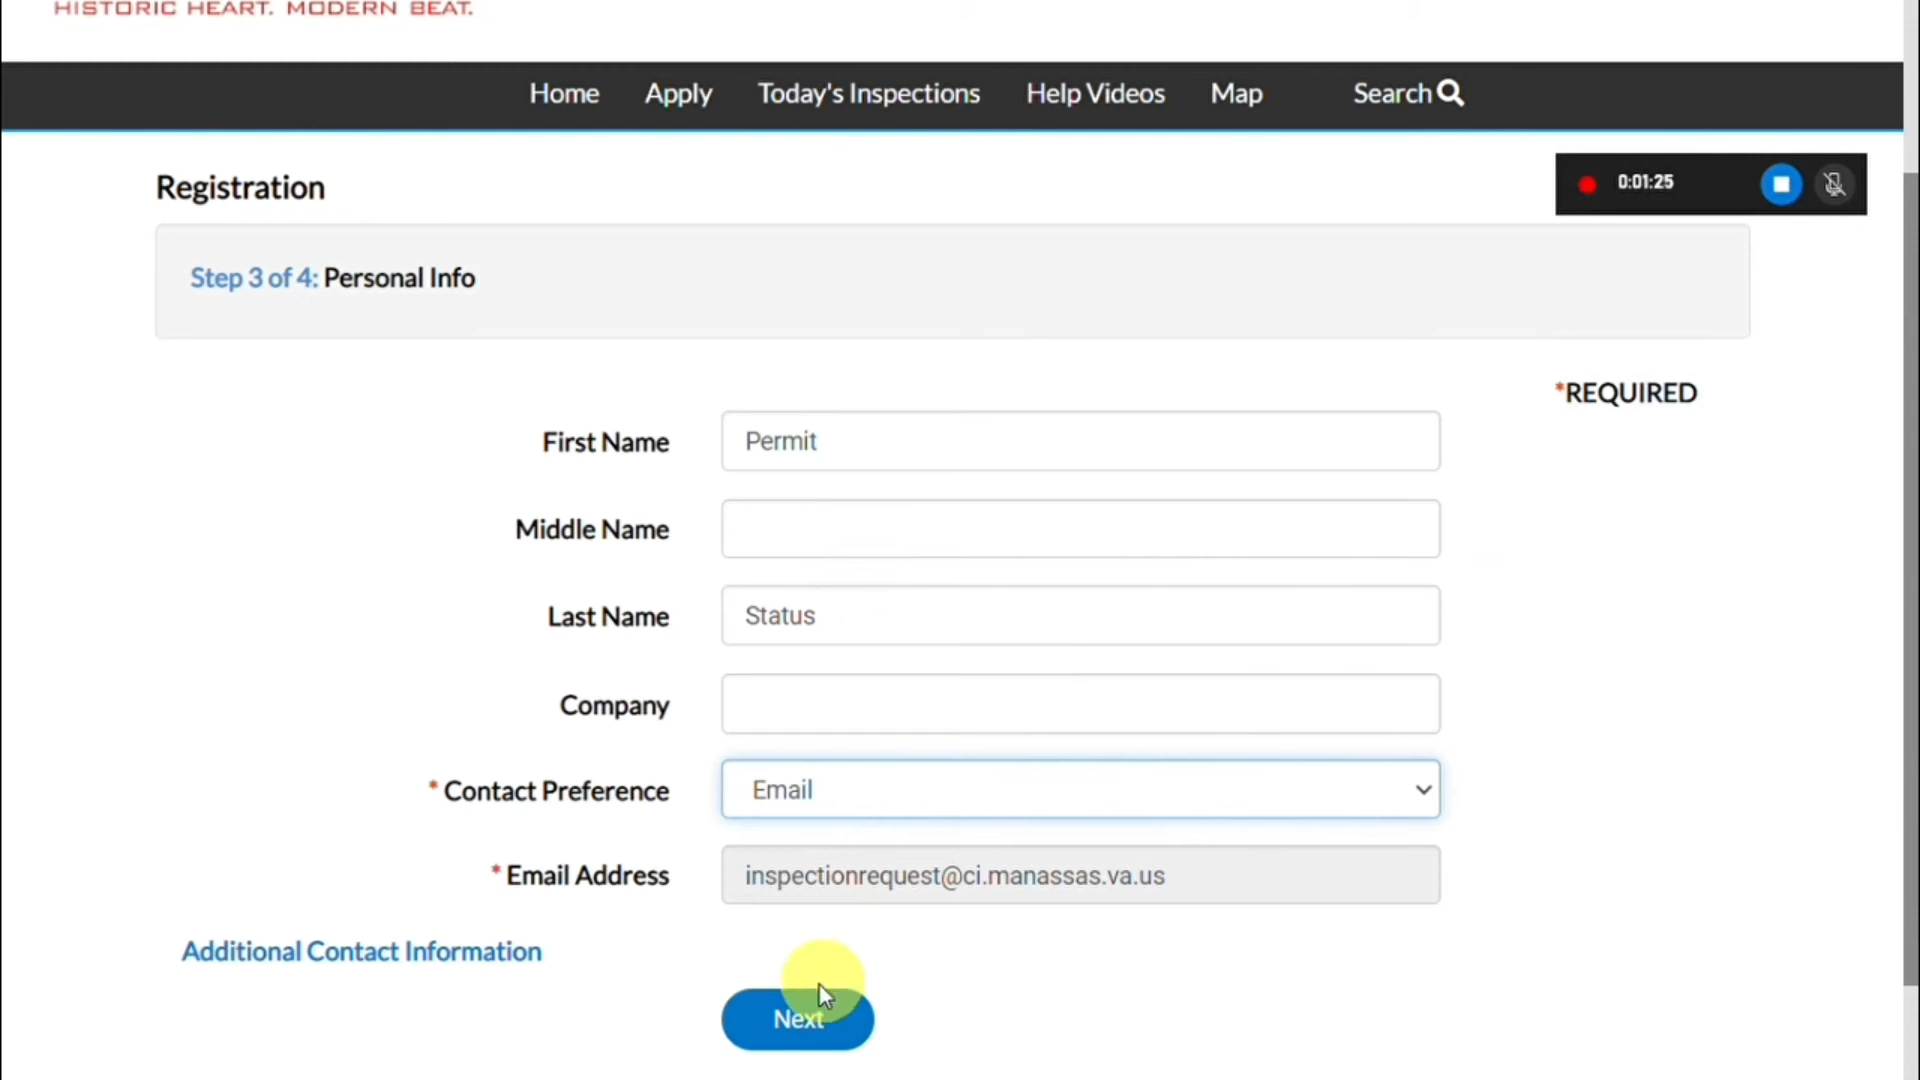 HISTORIC HEART. MODERN BEAT.
Home Apply Today's Inspections Help Videos Map Search
Registration
0:01:25
Step 3 of 4: Personal Info
*REQUIRED
First Name Permit
Middle Name
Last Name Status
Company
* Contact Preference Email
* Email Address inspectionrequest@ci.manassas.va.us
Additional Contact Information
Next